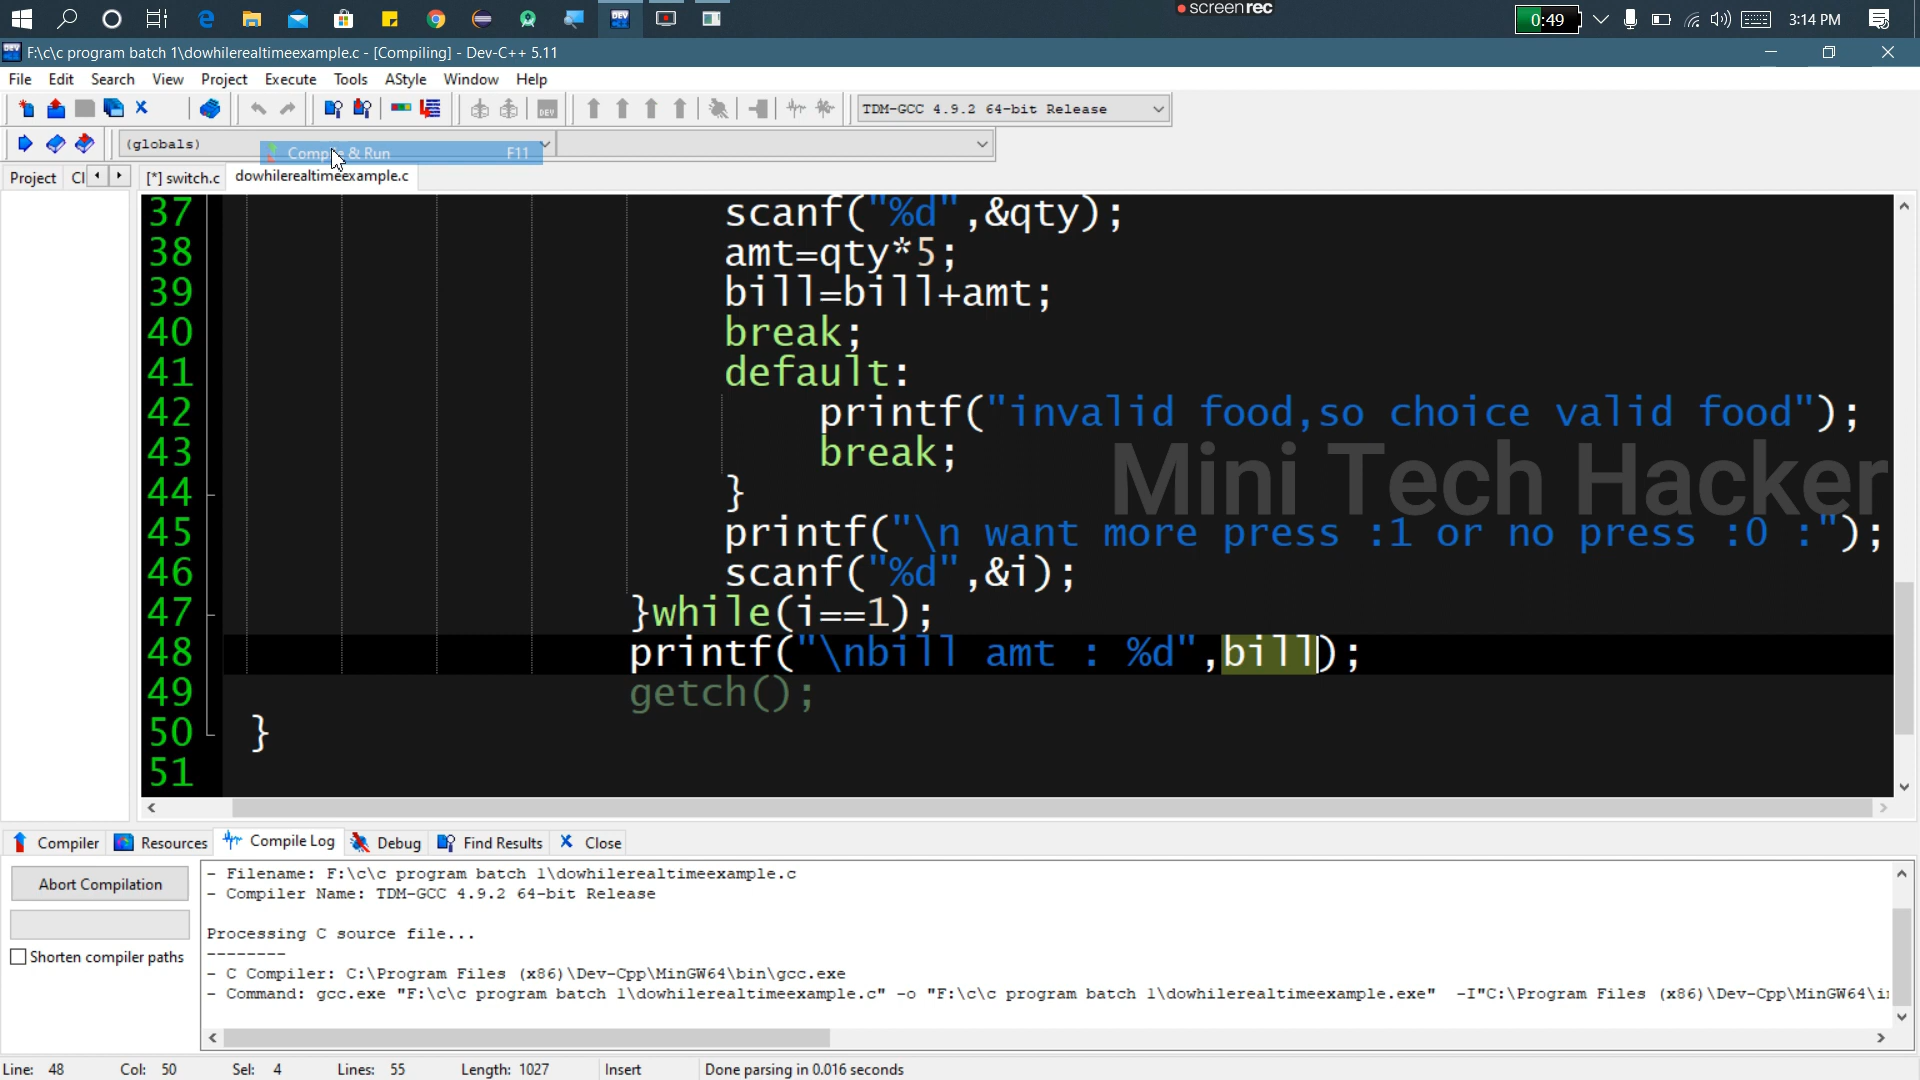 screenrec
0:49
3:14 PM
F:\c\c program batch 1\dowhilerealtimeexample.c - [Compiling] - Dev-C++ 5.11
File Edit Search View Project Execute Tools AStyle Window Help
TDM-GCC 4.9.2 64-bit Release
(globals)
Compile & Run F11
Project Cl [*] switch.c dowhilerealtimeexample.c
37 scanf("%d",&qty);
38 amt=qty*5;
39 bill=bill+amt;
40 break;
41 default:
42 printf("invalid food,so choice valid food");
43 break;
Mini Tech Hacker
44 }
45 printf("\n want more press :1 or no press :0 :");
46 scanf("%d",&i);
47 }while(i==1);
48 printf("\nbill amt : %d",bill);
49 getch();
50 }
51
Compiler Resources Compile Log Debug Find Results Close
Abort Compilation
Shorten compiler paths
- Filename: F:\c\c program batch 1\dowhilerealtimeexample.c
- Compiler Name: TDM-GCC 4.9.2 64-bit Release
Processing C source file...
--------
- C Compiler: C:\Program Files (x86)\Dev-Cpp\MinGW64\bin\gcc.exe
- Command: gcc.exe "F:\c\c program batch 1\dowhilerealtimeexample.c" -o "F:\c\c program batch 1\dowhilerealtimeexample.exe" -I"C:\Program Files (x86)\Dev-Cpp\MinGW64\i
Line: 48 Col: 50 Sel: 4 Lines: 55 Length: 1027 Insert Done parsing in 0.016 seconds